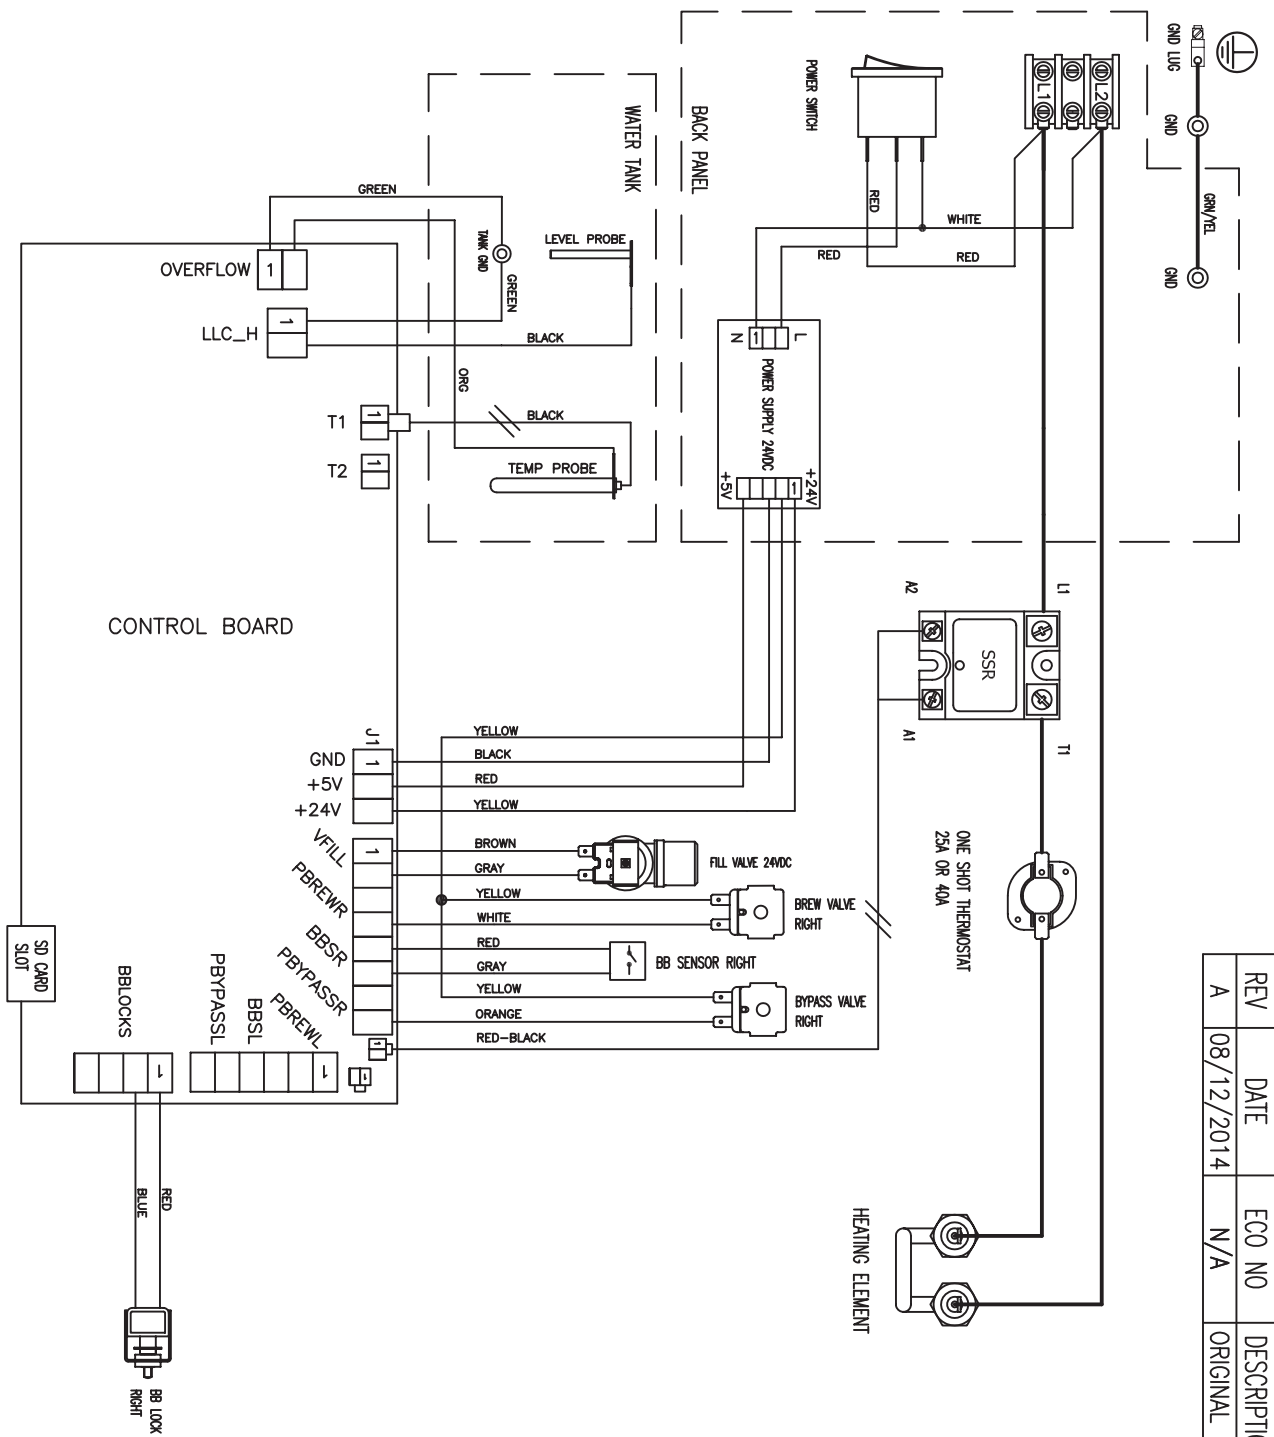 GND LUG
GND
GRN/YEL
GND
L1
L2
POWER SWITCH
BACK PANEL
WATER TANK
RED
WHITE
RED
RED
GREEN
TANK GND
LEVEL PROBE
OVERFLOW
1
GREEN
LLC_H
1
BLACK
ORG
N
1
L
POWER SUPPLY 24VDC
+5V
+24V
1
T1
1
BLACK
T2
1
TEMP PROBE
A2
L1
CONTROL BOARD
SSR
A1
T1
J1
YELLOW
GND
1
BLACK
+5V
RED
+24V
YELLOW
VFILL
1
BROWN
FILL VALVE 24VDC
GRAY
PBREWR
YELLOW
BREW VALVE
RIGHT
WHITE
BBSR
RED
BB SENSOR RIGHT
GRAY
PBYPASSR
YELLOW
BYPASS VALVE
RIGHT
ORANGE
RED-BLACK
1
ONE SHOT THERMOSTAT
25A OR 40A
SD CARD
SLOT
BBLOCKS
1
PBYPASSL
BBSL
PBREWL
1
1
BLUE
RED
BB LOCK
RIGHT
HEATING ELEMENT
REV DATE ECO NO
A 08/12/2014 N/A ORIGINAL